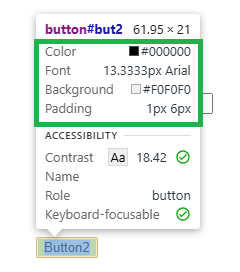 button#but2 61.95 × 21
Color #000000
Font 13.3333px Arial
Background #F0F0F0
Padding 1px 6px
ACCESSIBILITY
Contrast Aa 18.42
Name
Role button
Keyboard-focusable
Button2